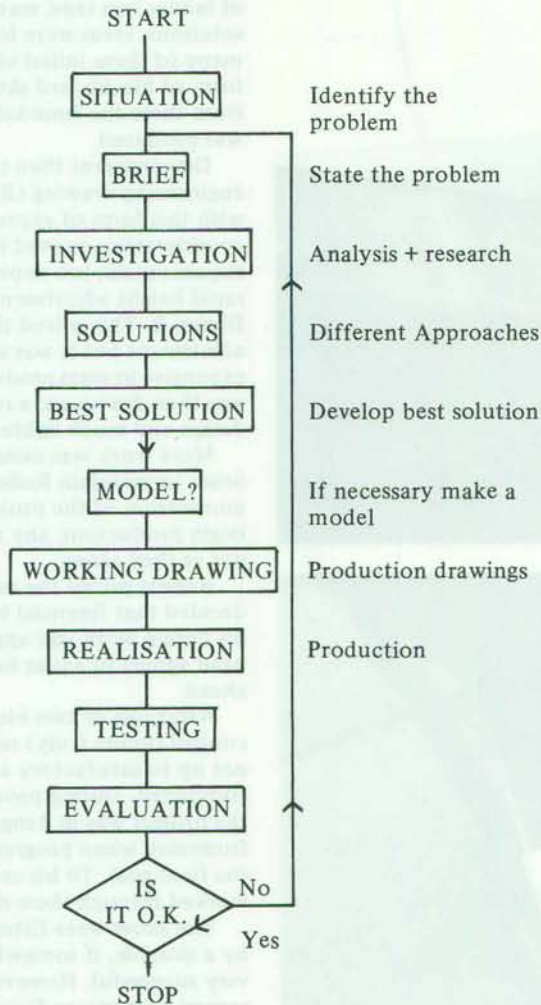 START
SITUATION
Identify the
problem
BRIEF
State the problem
INVESTIGATION
Analysis + research
SOLUTIONS
Different Approaches
BEST SOLUTION
Develop best solution
MODEL?
If necessary make a
model
WORKING DRAWING
Production drawings
REALISATION
Production
TESTING
EVALUATION
IS
IT O.K.
No
Yes
STOP